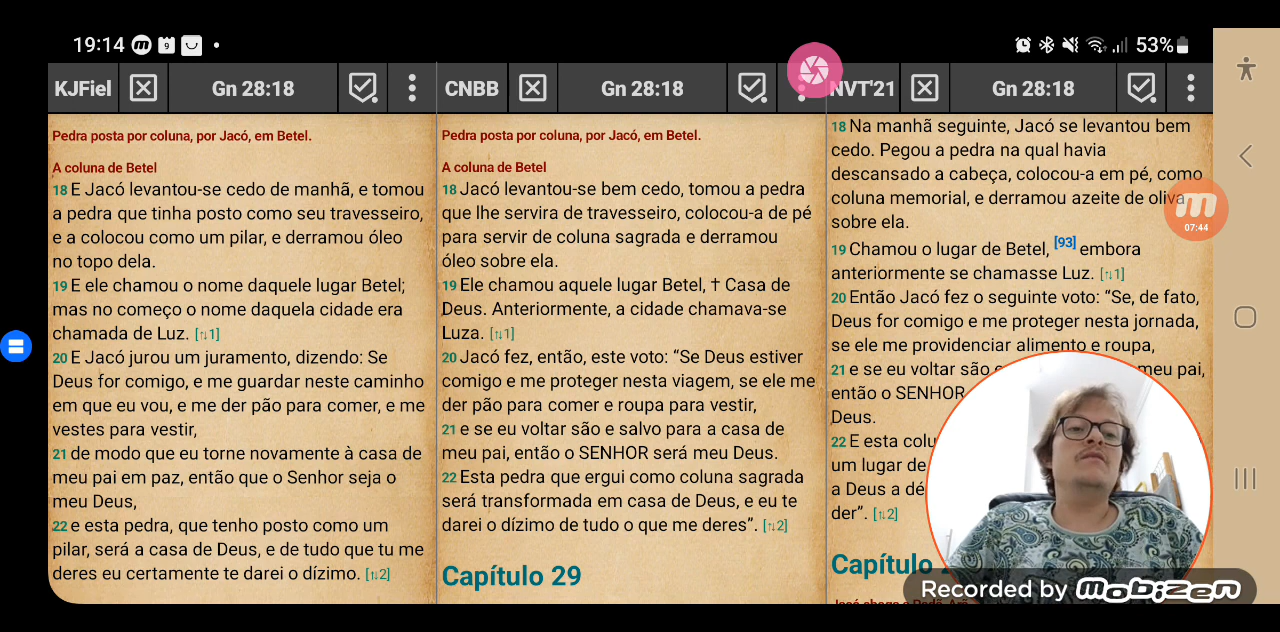 19:14
9
53%
KJFiel
Gn 28:18
CNBB
Gn 28:18
NVT'21
Gn 28:18
Pedra posta por coluna, por Jacó, em Betel.
A coluna de Betel
18 E Jacó levantou-se cedo de manhã, e tomou
a pedra que tinha posto como seu travesseiro,
e a colocou como um pilar, e derramou óleo
no topo dela.
19 E ele chamou o nome daquele lugar Betel;
mas no começo o nome daquela cidade era
chamada de Luz. [↑↓1]
20 E Jacó jurou um juramento, dizendo: Se
Deus for comigo, e me guardar neste caminho
em que eu vou, e me der pão para comer, e me
vestes para vestir,
21 de modo que eu torne novamente à casa de
meu pai em paz, então que o Senhor seja o
meu Deus,
22 e esta pedra, que tenho posto como um
pilar, será a casa de Deus, e de tudo que tu me
deres eu certamente te darei o dízimo. [↑↓2]
Pedra posta por coluna, por Jacó, em Betel.
A coluna de Betel
18 Jacó levantou-se bem cedo, tomou a pedra
que lhe servira de travesseiro, colocou-a de pé
para servir de coluna sagrada e derramou
óleo sobre ela.
19 Ele chamou aquele lugar Betel, † Casa de
Deus. Anteriormente, a cidade chamava-se
Luza. [↑↓1]
20 Jacó fez, então, este voto: “Se Deus estiver
comigo e me proteger nesta viagem, se ele me
der pão para comer e roupa para vestir,
21 e se eu voltar são e salvo para a casa de
meu pai, então o SENHOR será meu Deus.
22 Esta pedra que ergui como coluna sagrada
será transformada em casa de Deus, e eu te
darei o dízimo de tudo o que me deres”. [↑↓2]
Capítulo 29
18 Na manhã seguinte, Jacó se levantou bem
cedo. Pegou a pedra na qual havia
descansado a cabeça, colocou-a em pé, como
coluna memorial, e derramou azeite de oliva
sobre ela.
19 Chamou o lugar de Betel, [93] embora
anteriormente se chamasse Luz. [↑↓1]
20 Então Jacó fez o seguinte voto: “Se, de fato,
Deus for comigo e me proteger nesta jornada,
se ele me providenciar alimento e roupa,
21 e se eu voltar são meu pai,
então o SENHOR
Deus.
22 E esta
um lugar de
a Deus a
der”. [↑↓2]
Capítulo
07:44
Recorded by MOBIZEN